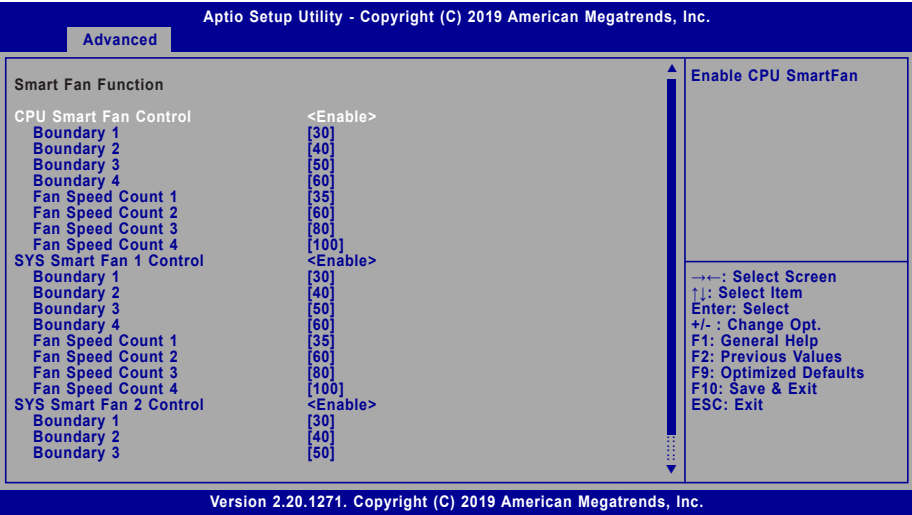 Aptio Setup Utility - Copyright (C) 2019 American Megatrends, Inc.
Advanced
Smart Fan Function
CPU Smart Fan Control <Enable>
Boundary 1 [30]
Boundary 2 [40]
Boundary 3 [50]
Boundary 4 [60]
Fan Speed Count 1 [35]
Fan Speed Count 2 [60]
Fan Speed Count 3 [80]
Fan Speed Count 4 [100]
SYS Smart Fan 1 Control <Enable>
Boundary 1 [30]
Boundary 2 [40]
Boundary 3 [50]
Boundary 4 [60]
Fan Speed Count 1 [35]
Fan Speed Count 2 [60]
Fan Speed Count 3 [80]
Fan Speed Count 4 [100]
SYS Smart Fan 2 Control <Enable>
Boundary 1 [30]
Boundary 2 [40]
Boundary 3 [50]
Enable CPU SmartFan
→←: Select Screen
↑↓: Select Item
Enter: Select
+/- : Change Opt.
F1: General Help
F2: Previous Values
F9: Optimized Defaults
F10: Save & Exit
ESC: Exit
Version 2.20.1271. Copyright (C) 2019 American Megatrends, Inc.